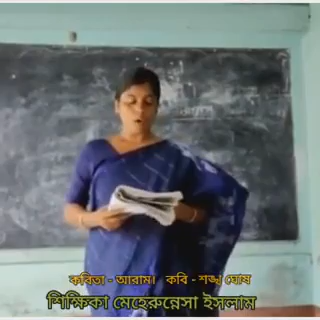 কবিতা - আরাম। কবি - শঙ্খ ঘোষ
শিক্ষিকা মেহেরুন্নেসা ইসলাম